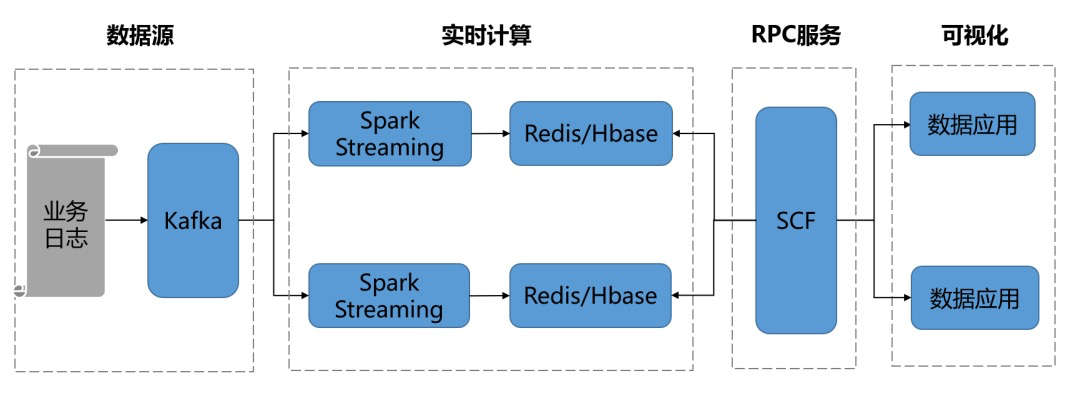 数据源
实时计算
RPC服务
可视化
业务
日志
Kafka
Spark
Streaming
Redis/Hbase
Spark
Streaming
Redis/Hbase
SCF
数据应用
数据应用